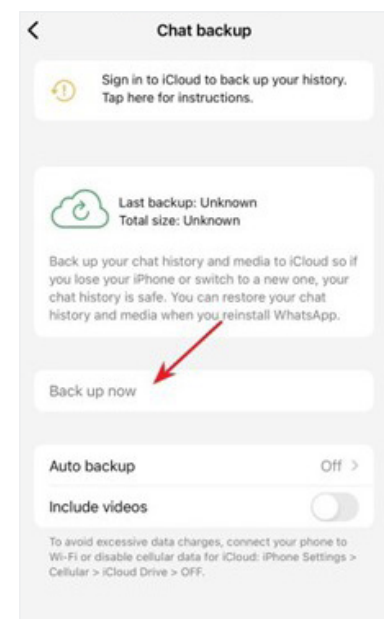 Chat backup
Sign in to iCloud to back up your history.
Tap here for instructions.
Last backup: Unknown
Total size: Unknown
Back up your chat history and media to iCloud so if
you lose your iPhone or switch to a new one, your
chat history is safe. You can restore your chat
history and media when you reinstall WhatsApp.
Back up now
Auto backup Off
Include videos
To avoid excessive data charges, connect your phone to
Wi-Fi or disable cellular data for iCloud: iPhone Settings >
Cellular > iCloud Drive > OFF.